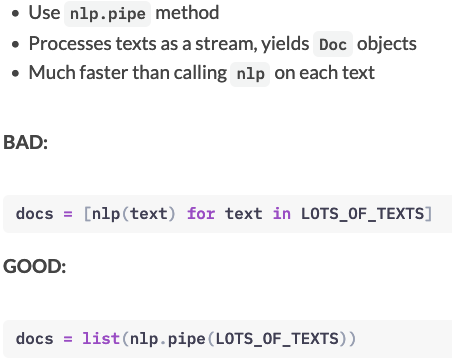 • Use nlp.pipe method
• Processes texts as a stream, yields Doc objects
• Much faster than calling nlp on each text
BAD:
docs = [nlp(text) for text in LOTS_OF_TEXTS]
GOOD:
docs = list(nlp.pipe(LOTS_OF_TEXTS))